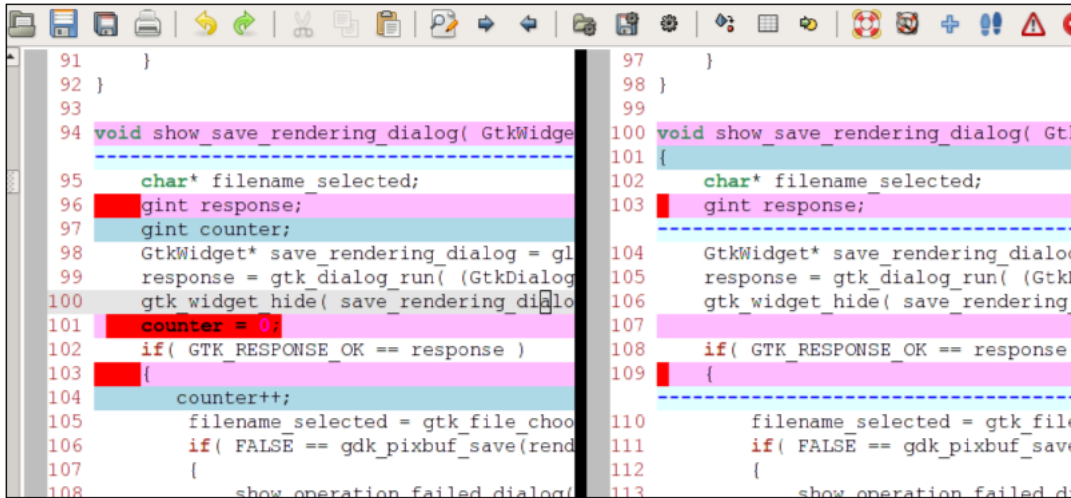 91     }
92 }
93
94 void show_save_rendering_dialog( GtkWidge
----------------------------------------
95     char* filename_selected;
96     gint response;
97     gint counter;
98     GtkWidget* save_rendering_dialog = gl
99     response = gtk_dialog_run( (GtkDialog
100     gtk_widget_hide( save_rendering_dialo
101     counter = 0;
102     if( GTK_RESPONSE_OK == response )
103     {
104        counter++;
105         filename_selected = gtk_file_choo
106         if( FALSE == gdk_pixbuf_save(rend
107         {
108             show_operation_failed_dialog(
97     }
98 }
99
100 void show_save_rendering_dialog( Gt
101 {
102     char* filename_selected;
103     gint response;
-----------------------------------
104     GtkWidget* save_rendering_dialo
105     response = gtk_dialog_run( (Gtk
106     gtk_widget_hide( save_rendering_
107
108     if( GTK_RESPONSE_OK == response
109     {
-----------------------------------
110         filename_selected = gtk_file
111         if( FALSE == gdk_pixbuf_save
112         {
113             show_operation_failed_di